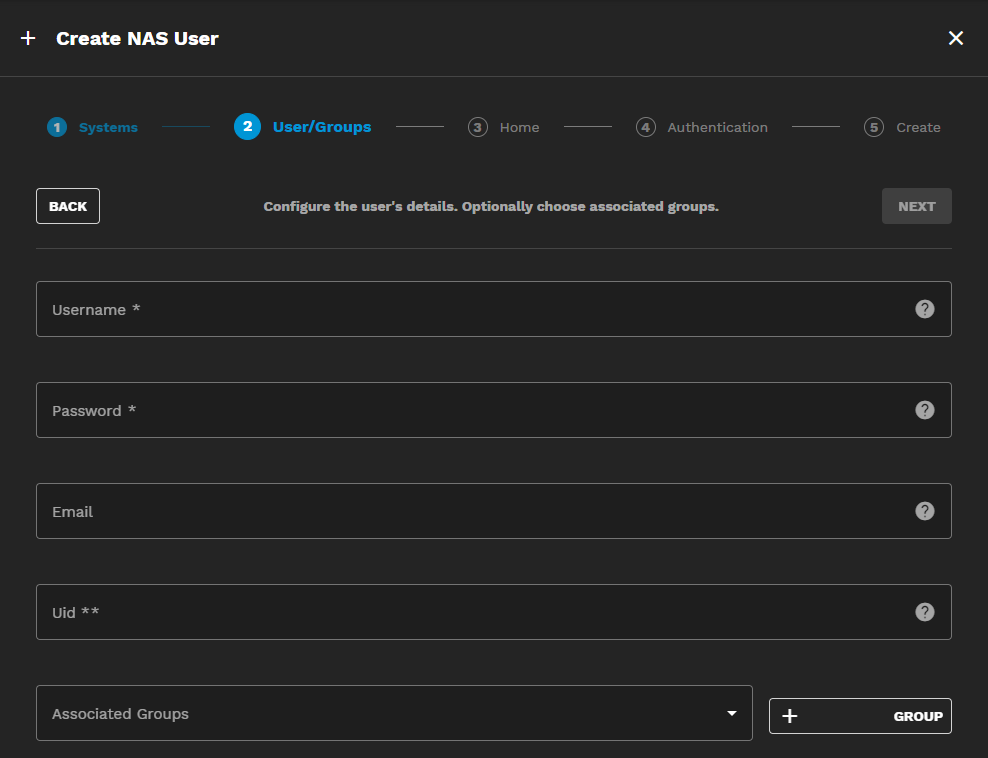 + Create NAS User ×
1 Systems 2 User/Groups 3 Home 4 Authentication 5 Create
BACK Configure the user's details. Optionally choose associated groups. NEXT
Username * ?
Password * ?
Email ?
Uid ** ?
Associated Groups + GROUP